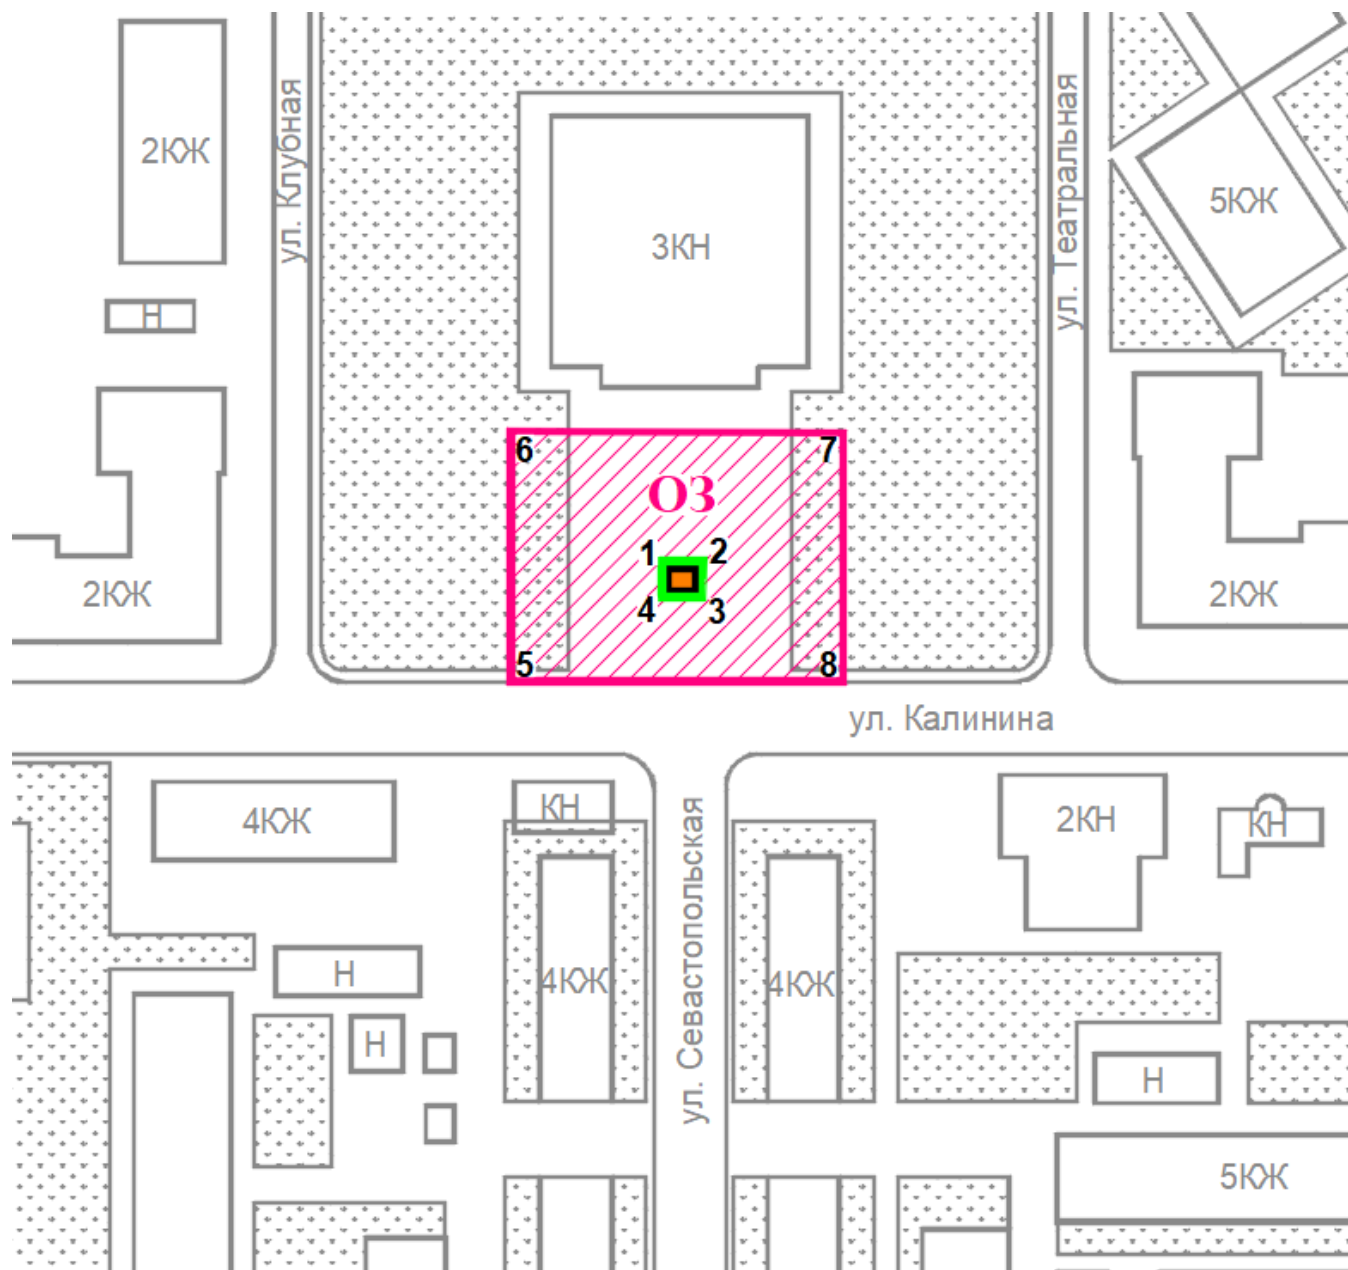 2КЖ
ул. Клубная
ул. Театральная
5КЖ
3КН
Н
6
7
ОЗ
1
2
4
3
2КЖ
2КЖ
5
8
ул. Калинина
4КЖ
КН
2КН
КН
ул. Севастопольская
Н
4КЖ
4КЖ
Н
Н
5КЖ